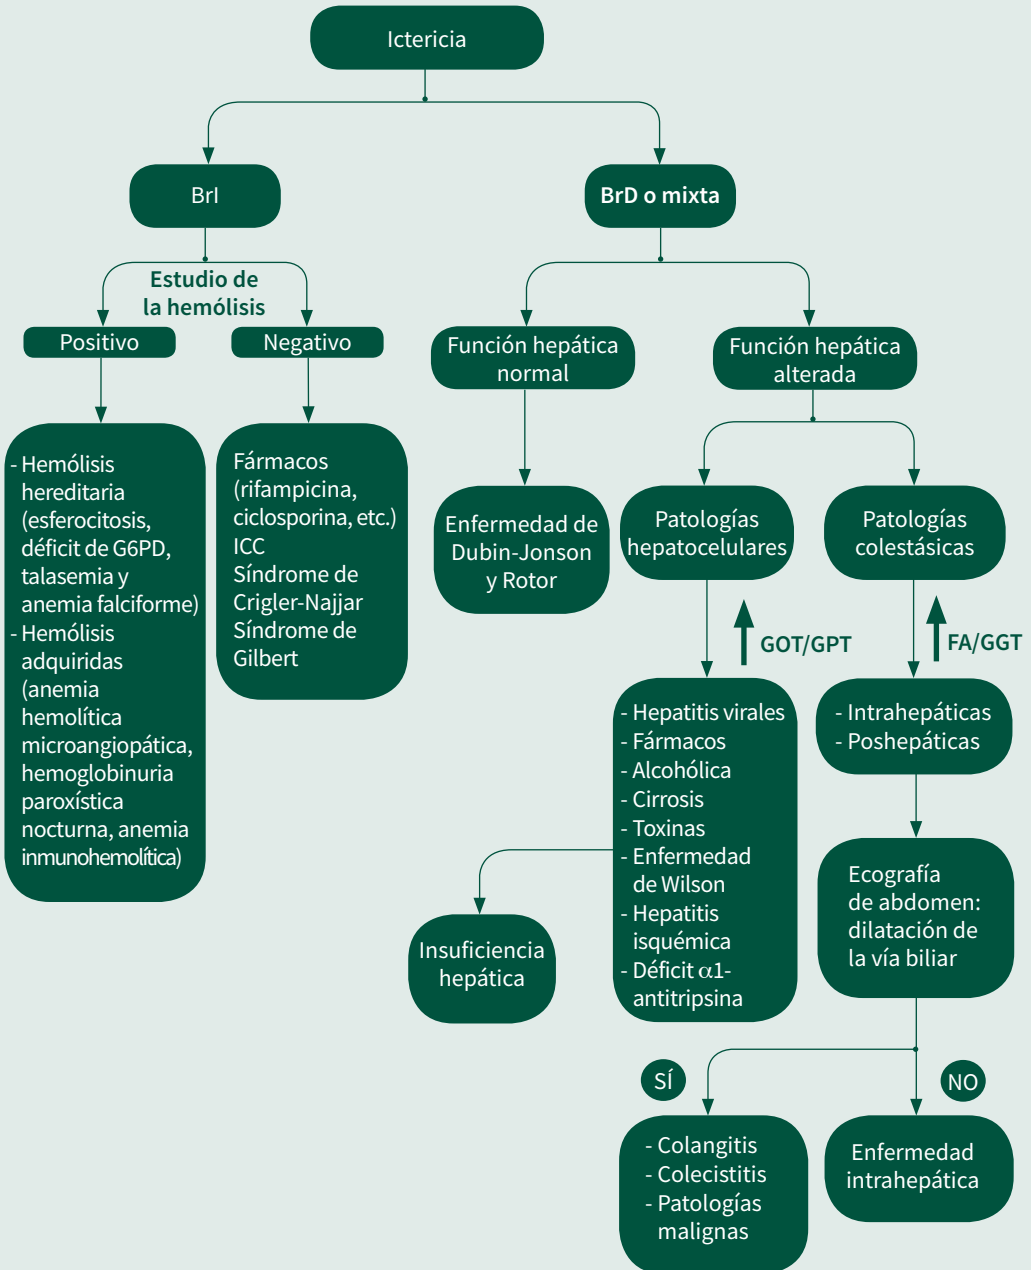 Ictericia
BrI
BrD o mixta
Estudio de
la hemólisis
Positivo
Negativo
Función hepática
normal
Función hepática
alterada
- Hemólisis
hereditaria
(esferocitosis,
déficit de G6PD,
talasemia y
anemia falciforme)
- Hemólisis
adquiridas
(anemia
hemolítica
microangiopática,
hemoglobinuria
paroxística
nocturna, anemia
inmunohemolítica)
Fármacos
(rifampicina,
ciclosporina, etc.)
ICC
Síndrome de
Crigler-Najjar
Síndrome de
Gilbert
Enfermedad de
Dubin-Jonson
y Rotor
Patologías
hepatocelulares
Patologías
colestásicas
GOT/GPT
FA/GGT
- Hepatitis virales
- Fármacos
- Alcohólica
- Cirrosis
- Toxinas
- Enfermedad
de Wilson
- Hepatitis
isquémica
- Déficit α1-
antitripsina
- Intrahepáticas
- Poshepáticas
Insuficiencia
hepática
Ecografía
de abdomen:
dilatación de
la vía biliar
SÍ
NO
- Colangitis
- Colecistitis
- Patologías
malignas
Enfermedad
intrahepática